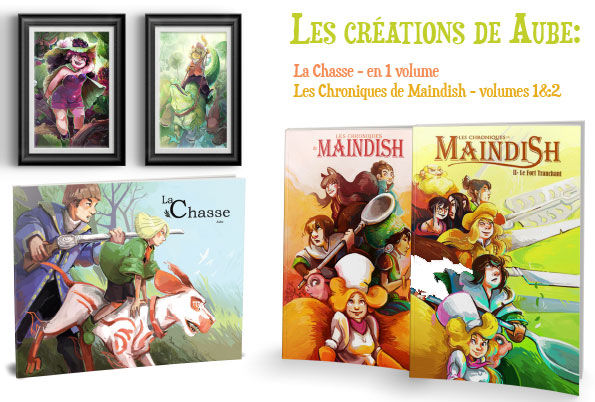 Les créations de Aube:
La Chasse - en 1 volume
Les Chroniques de Maindish - volumes 1&2
La
Chasse
Aube
LES CHRONIQUES
DE MAINDISH
LES CHRONIQUES DE
MAINDISH
II- Le Fort Tranchant